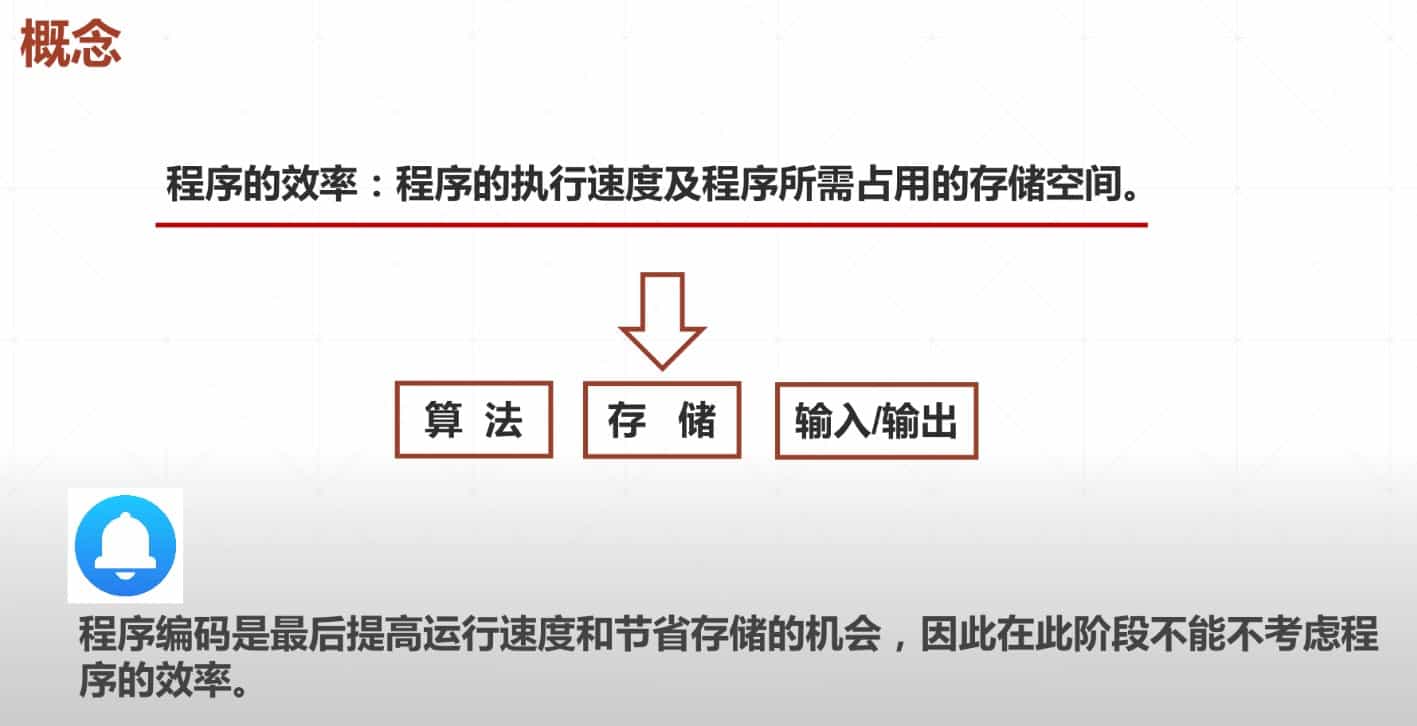 概念
程序的效率：程序的执行速度及程序所需占用的存储空间。
算 法
存 储
输入/输出
程序编码是最后提高运行速度和节省存储的机会，因此在此阶段不能不考虑程
序的效率。